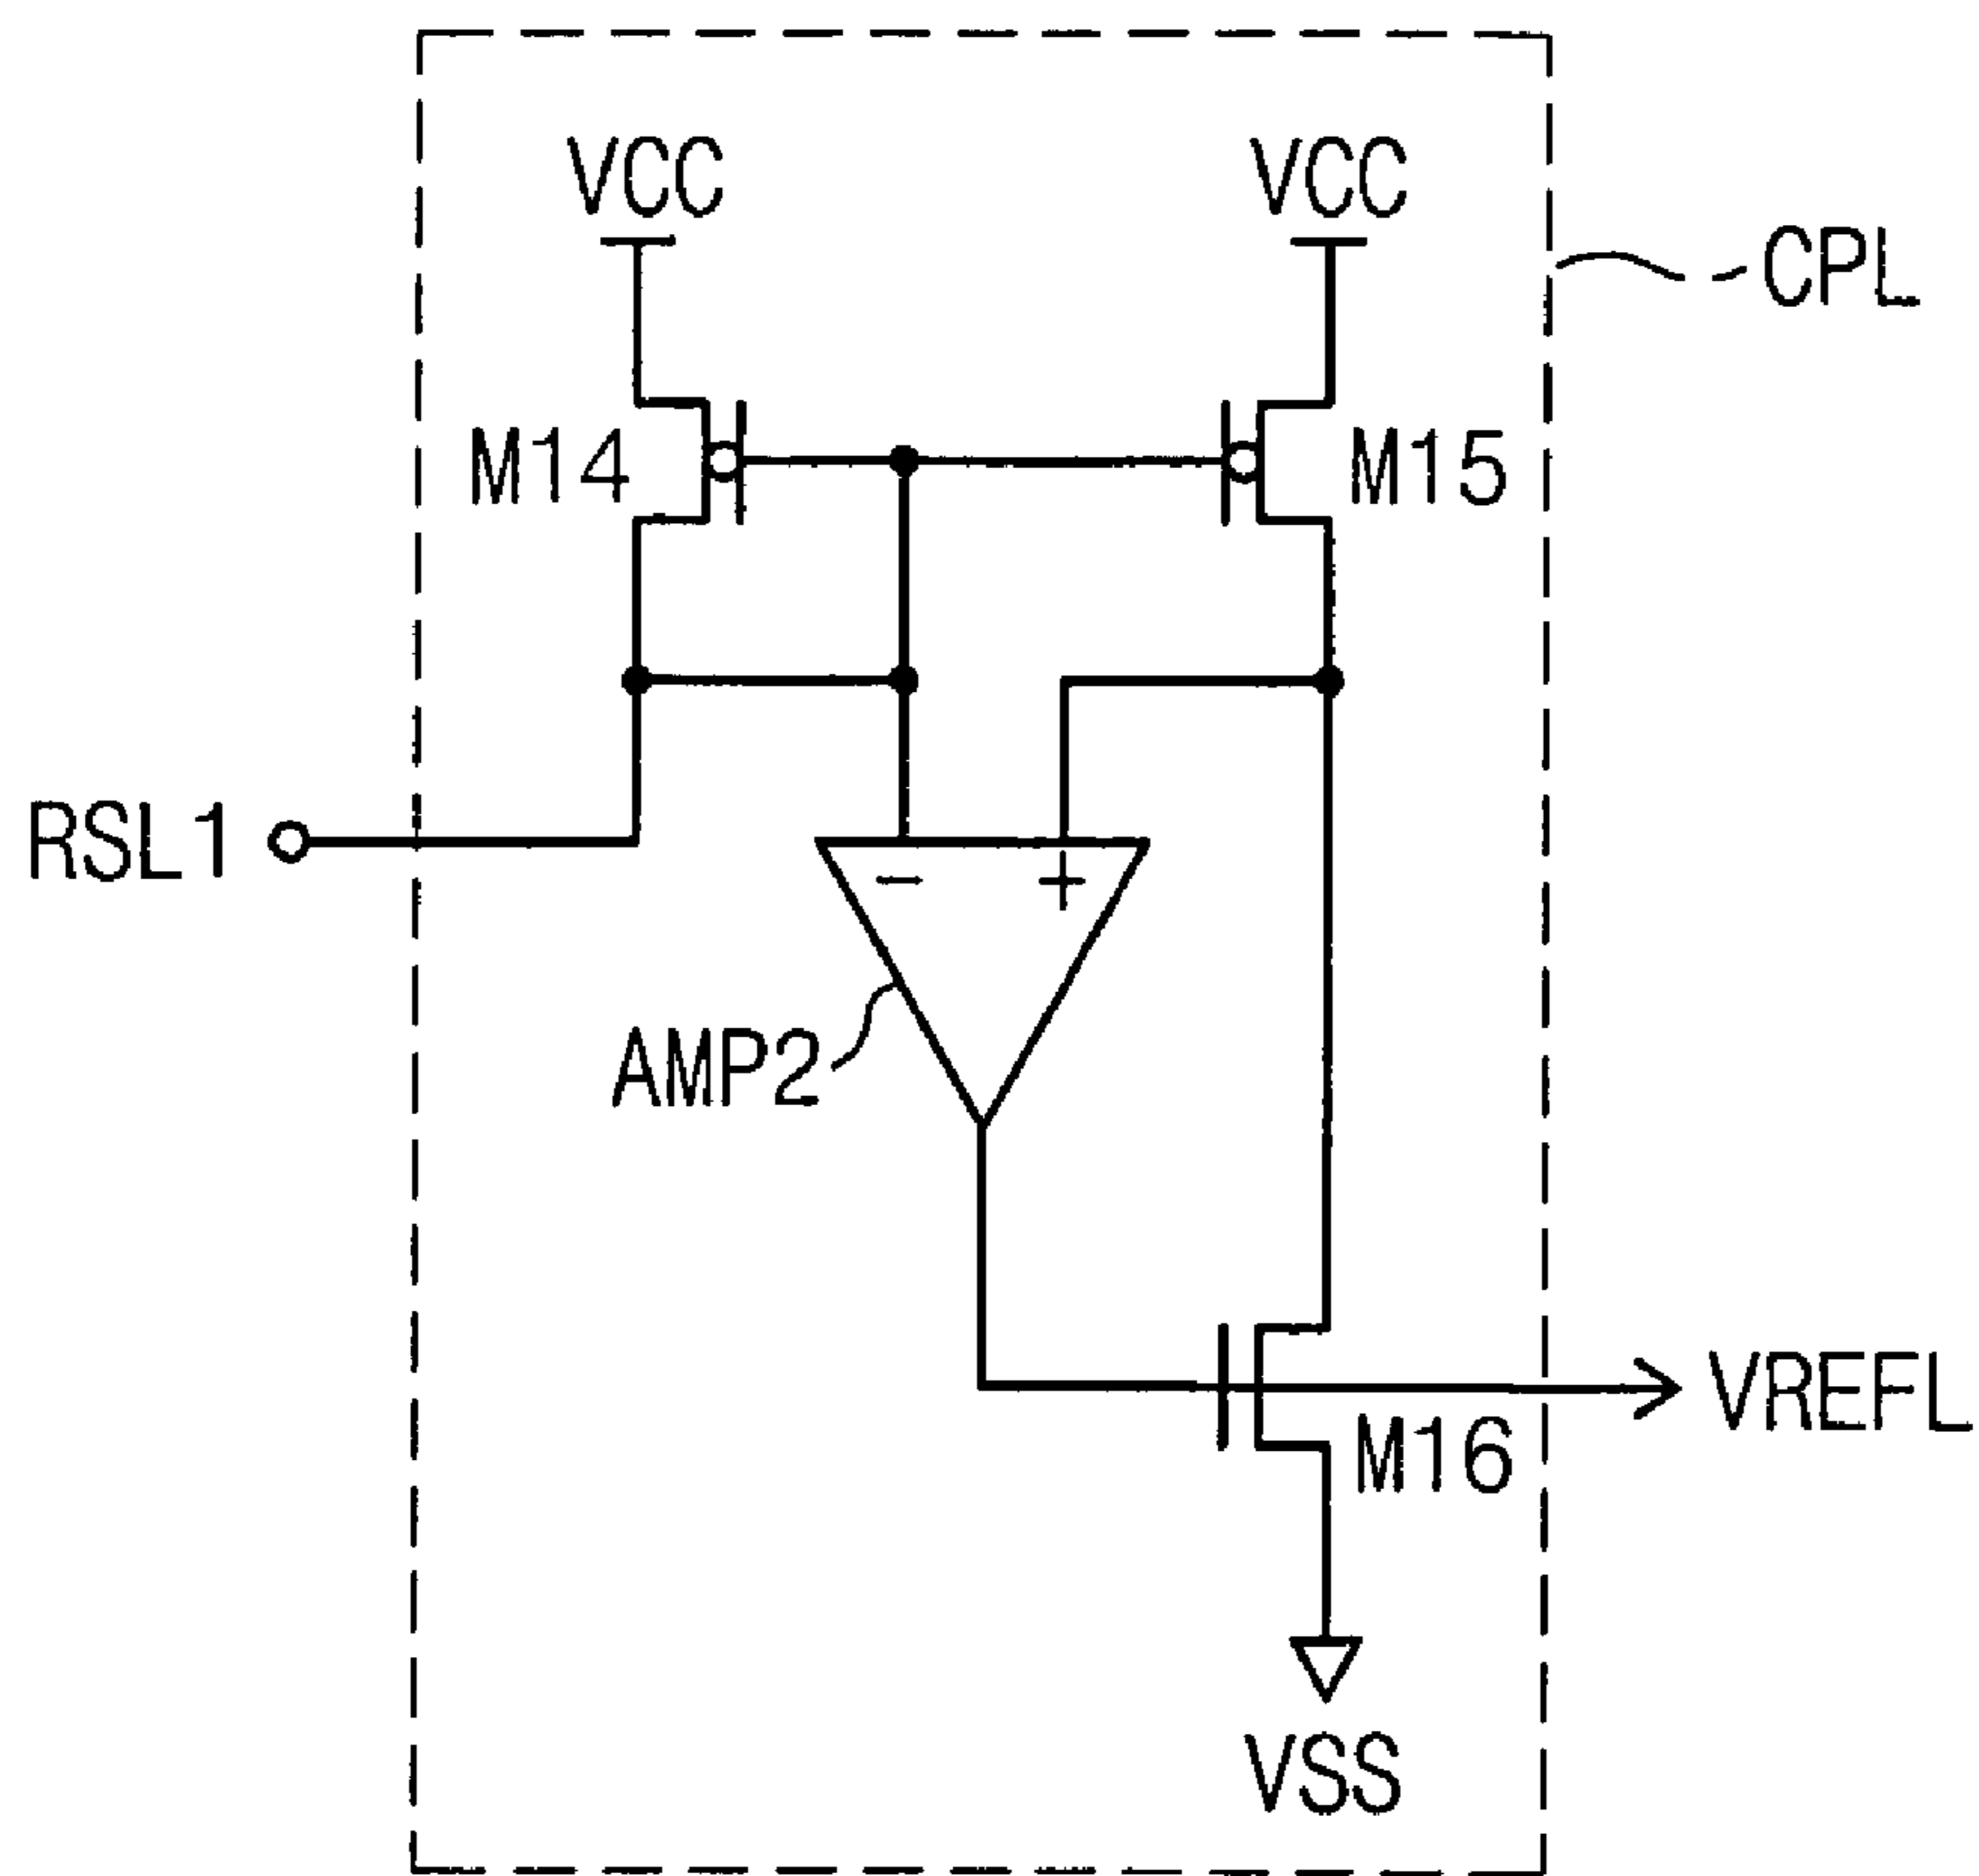 VCC
VCC
CPL
M14
M15
RSL1
- +
AMP2
VREFL
M16
VSS